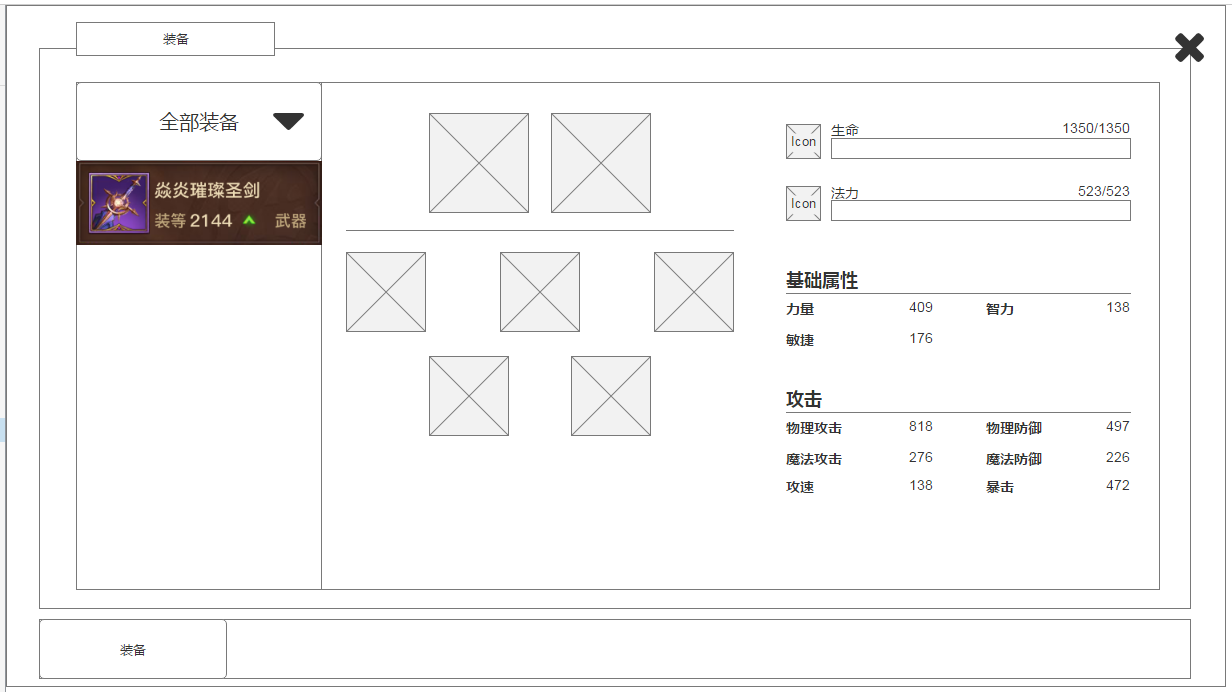 装备
全部装备
焱炎璀璨圣剑
装等 2144 武器
Icon 生命 1350/1350
Icon 法力 523/523
基础属性
力量 409 智力 138
敏捷 176
攻击
物理攻击 818 物理防御 497
魔法攻击 276 魔法防御 226
攻速 138 暴击 472
装备